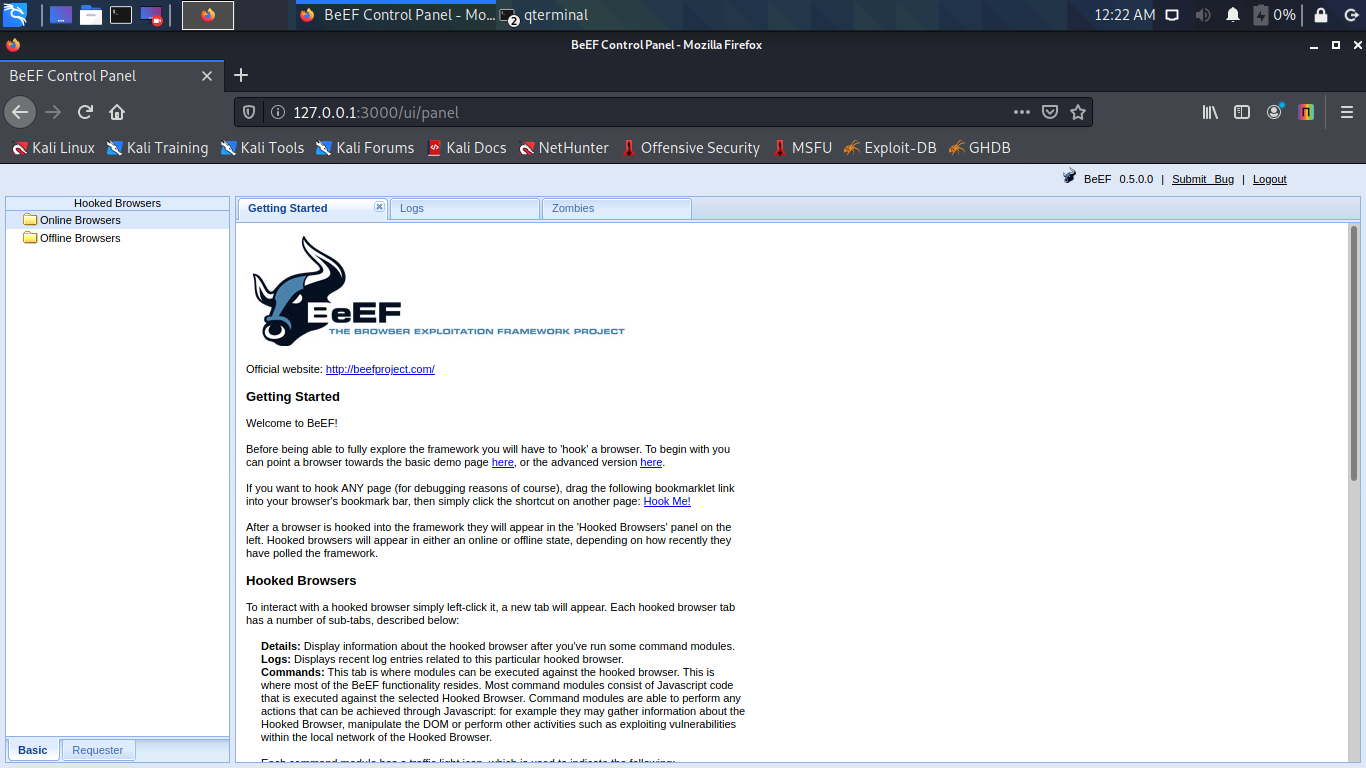 BeEF Control Panel - Mo...
2
qterminal
12:22 AM
0%
BeEF Control Panel - Mozilla Firefox
BeEF Control Panel
127.0.0.1:3000/ui/panel
Kali Linux
Kali Training
Kali Tools
Kali Forums
Kali Docs
NetHunter
Offensive Security
MSFU
Exploit-DB
GHDB
BeEF 0.5.0.0 | Submit Bug | Logout
Hooked Browsers
Online Browsers
Offline Browsers
Basic
Requester
Getting Started
Logs
Zombies
BeEF
THE BROWSER EXPLOITATION FRAMEWORK PROJECT
Official website: http://beefproject.com/
Getting Started
Welcome to BeEF!
Before being able to fully explore the framework you will have to 'hook' a browser. To begin with you
can point a browser towards the basic demo page here, or the advanced version here.
If you want to hook ANY page (for debugging reasons of course), drag the following bookmarklet link
into your browser's bookmark bar, then simply click the shortcut on another page: Hook Me!
After a browser is hooked into the framework they will appear in the 'Hooked Browsers' panel on the
left. Hooked browsers will appear in either an online or offline state, depending on how recently they
have polled the framework.
Hooked Browsers
To interact with a hooked browser simply left-click it, a new tab will appear. Each hooked browser tab
has a number of sub-tabs, described below:
Details: Display information about the hooked browser after you've run some command modules.
Logs: Displays recent log entries related to this particular hooked browser.
Commands: This tab is where modules can be executed against the hooked browser. This is
where most of the BeEF functionality resides. Most command modules consist of Javascript code
that is executed against the selected Hooked Browser. Command modules are able to perform any
actions that can be achieved through Javascript: for example they may gather information about the
Hooked Browser, manipulate the DOM or perform other activities such as exploiting vulnerabilities
within the local network of the Hooked Browser.
Each command module has a traffic light icon, which is used to indicate the following: